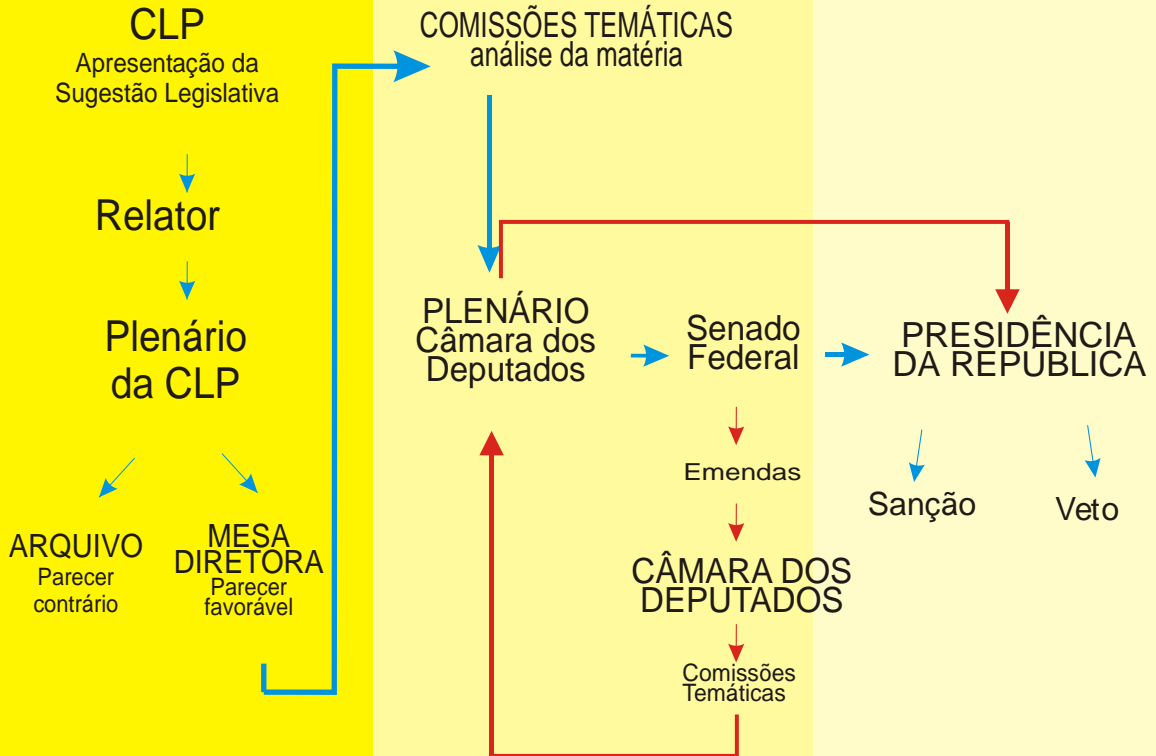 CLP
Apresentação da
Sugestão Legislativa
Relator
Plenário
da CLP
ARQUIVO
Parecer
contrário
MESA
DIRETORA
Parecer
favorável
COMISSÕES TEMÁTICAS
análise da matéria
PLENÁRIO
Câmara dos
Deputados
Senado
Federal
Emendas
CÂMARA DOS
DEPUTADOS
Comissões
Temáticas
PRESIDÊNCIA
DA REPÚBLICA
Sanção
Veto